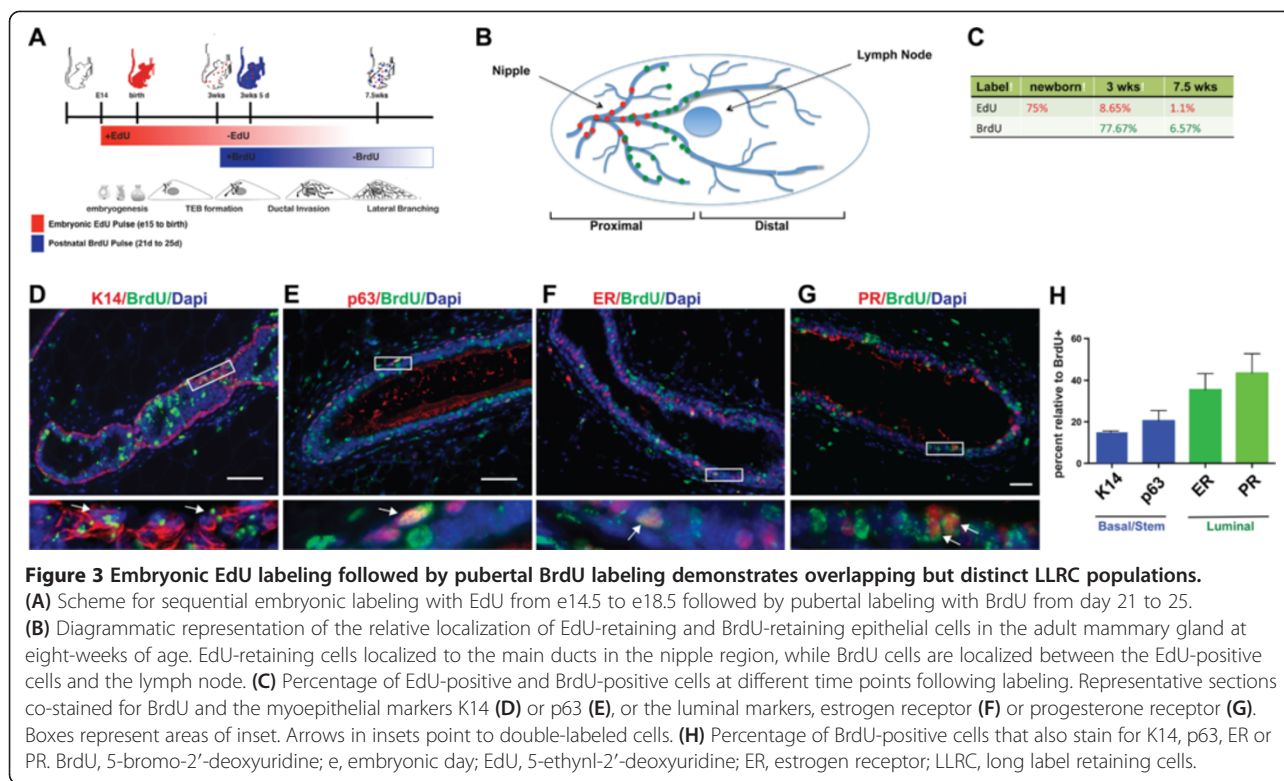 A
E14
birth
3wks
3wks 5 d
7.5wks
+EdU
-EdU
+BrdU
-BrdU
embryogenesis
TEB formation
Ductal Invasion
Lateral Branching
Embryonic EdU Pulse (e15 to birth)
Postnatal BrdU Pulse (21d to 25d)
B
Nipple
Lymph Node
Proximal
Distal
C
Label newborn 3 wks 7.5 wks
EdU 75% 8.65% 1.1%
BrdU 77.67% 6.57%
D K14/BrdU/Dapi
E p63/BrdU/Dapi
F ER/BrdU/Dapi
G PR/BrdU/Dapi
H
percent relative to BrdU+
60
40
20
0
K14
p63
ER
PR
Basal/Stem
Luminal
Figure 3 Embryonic EdU labeling followed by pubertal BrdU labeling demonstrates overlapping but distinct LLRC populations.
(A) Scheme for sequential embryonic labeling with EdU from e14.5 to e18.5 followed by pubertal labeling with BrdU from day 21 to 25.
(B) Diagrammatic representation of the relative localization of EdU-retaining and BrdU-retaining epithelial cells in the adult mammary gland at
eight-weeks of age. EdU-retaining cells localized to the main ducts in the nipple region, while BrdU cells are localized between the EdU-positive
cells and the lymph node. (C) Percentage of EdU-positive and BrdU-positive cells at different time points following labeling. Representative sections
co-stained for BrdU and the myoepithelial markers K14 (D) or p63 (E), or the luminal markers, estrogen receptor (F) or progesterone receptor (G).
Boxes represent areas of inset. Arrows in insets point to double-labeled cells. (H) Percentage of BrdU-positive cells that also stain for K14, p63, ER or
PR. BrdU, 5-bromo-2′-deoxyuridine; e, embryonic day; EdU, 5-ethynl-2′-deoxyuridine; ER, estrogen receptor; LLRC, long label retaining cells.